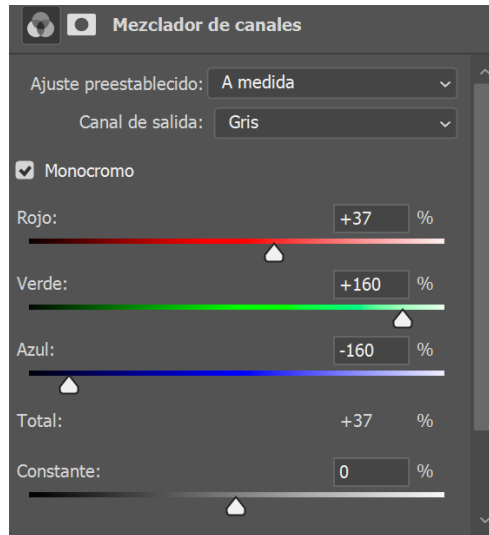 Mezclador de canales
Ajuste preestablecido: A medida
Canal de salida: Gris
Monocromo
Rojo: +37 %
Verde: +160 %
Azul: -160 %
Total: +37 %
Constante: 0 %